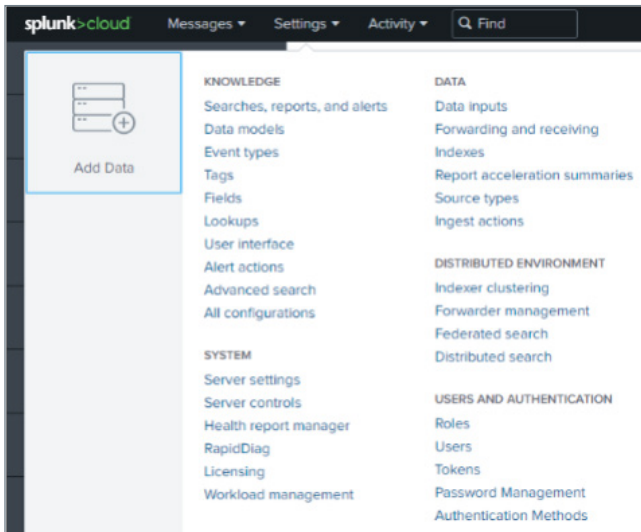 splunk>cloud Messages Settings Activity Find
Add Data
KNOWLEDGE
Searches, reports, and alerts
Data models
Event types
Tags
Fields
Lookups
User interface
Alert actions
Advanced search
All configurations
SYSTEM
Server settings
Server controls
Health report manager
RapidDiag
Licensing
Workload management
DATA
Data inputs
Forwarding and receiving
Indexes
Report acceleration summaries
Source types
Ingest actions
DISTRIBUTED ENVIRONMENT
Indexer clustering
Forwarder management
Federated search
Distributed search
USERS AND AUTHENTICATION
Roles
Users
Tokens
Password Management
Authentication Methods